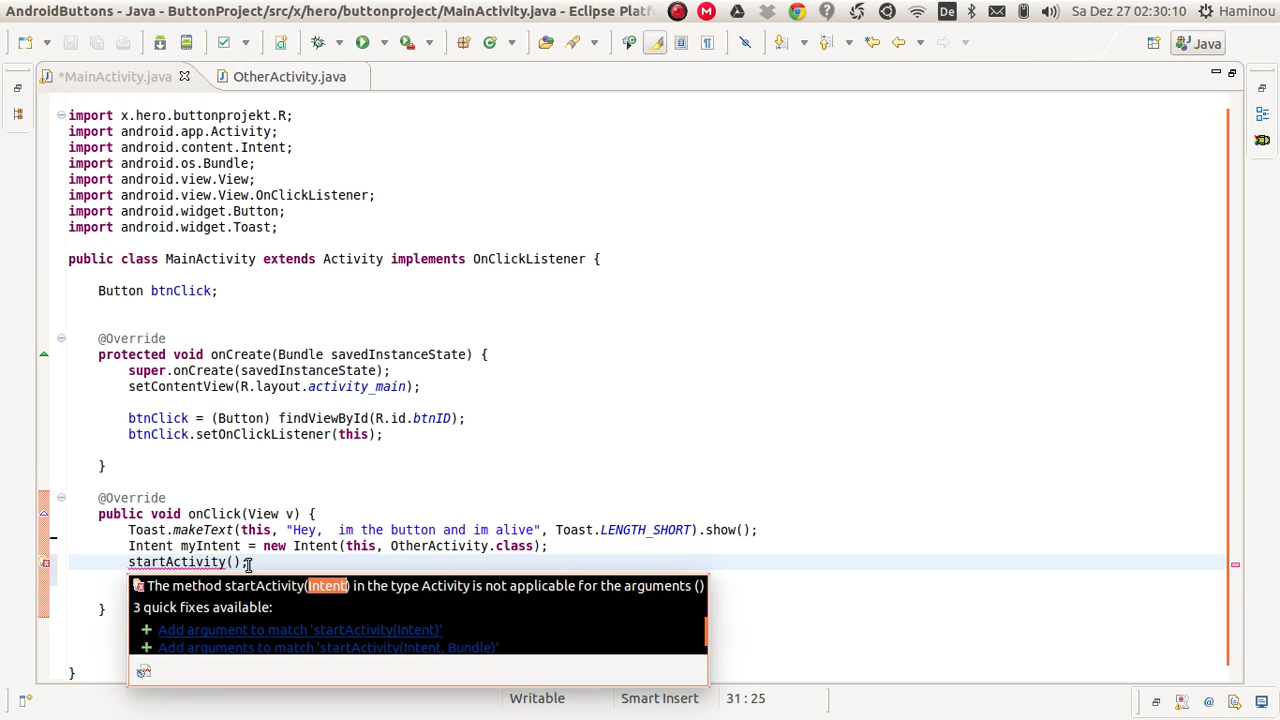 AndroidButtons - Java - ButtonProject/src/x/hero/buttonproject/MainActivity.java - Eclipse Platf
De
Sa Dez 27 02:30:10
Haminou
Java
*MainActivity.java
OtherActivity.java
import x.hero.buttonprojekt.R;
import android.app.Activity;
import android.content.Intent;
import android.os.Bundle;
import android.view.View;
import android.view.View.OnClickListener;
import android.widget.Button;
import android.widget.Toast;
public class MainActivity extends Activity implements OnClickListener {
Button btnClick;
@Override
protected void onCreate(Bundle savedInstanceState) {
super.onCreate(savedInstanceState);
setContentView(R.layout.activity_main);
btnClick = (Button) findViewById(R.id.btnID);
btnClick.setOnClickListener(this);
}
@Override
public void onClick(View v) {
Toast.makeText(this, "Hey,  im the button and im alive", Toast.LENGTH_SHORT).show();
Intent myIntent = new Intent(this, OtherActivity.class);
startActivity();
The method startActivity(Intent) in the type Activity is not applicable for the arguments ()
3 quick fixes available:
Add argument to match 'startActivity(Intent)'
Add arguments to match 'startActivity(Intent, Bundle)'
}
}
Writable
Smart Insert
31 : 25